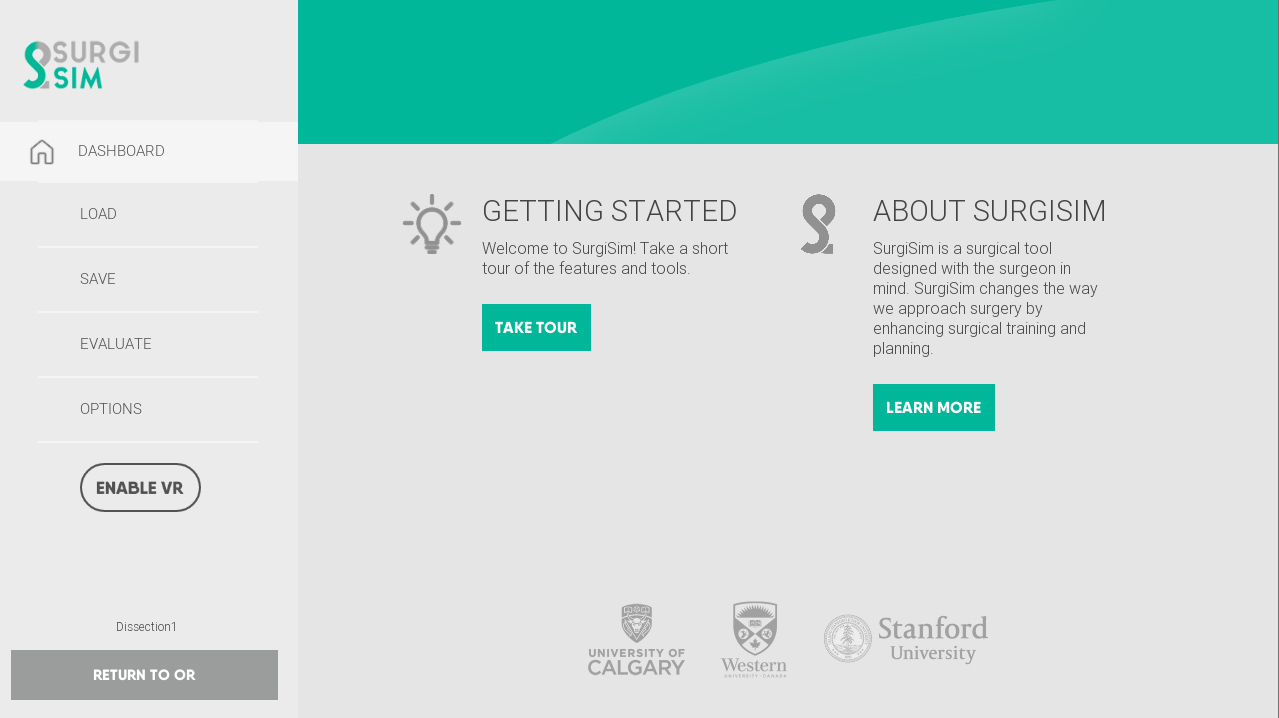 SURGI
SIM
DASHBOARD
LOAD
SAVE
EVALUATE
OPTIONS
ENABLE VR
Dissection1
RETURN TO OR
GETTING STARTED
Welcome to SurgiSim! Take a short
tour of the features and tools.
TAKE TOUR
ABOUT SURGISIM
SurgiSim is a surgical tool
designed with the surgeon in
mind. SurgiSim changes the way
we approach surgery by
enhancing surgical training and
planning.
LEARN MORE
UNIVERSITY OF
CALGARY
Western
UNIVERSITY · CANADA
Stanford
University